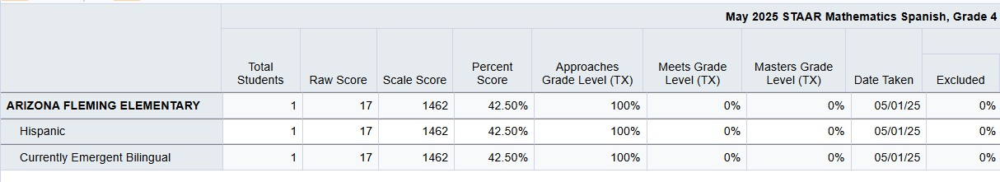 May 2025 STAAR Mathematics Spanish, Grade 4
Total Students Raw Score Scale Score Percent Score Approaches Grade Level (TX) Meets Grade Level (TX) Masters Grade Level (TX) Date Taken Excluded
ARIZONA FLEMING ELEMENTARY 1 17 1462 42.50% 100% 0% 0% 05/01/25 0%
Hispanic 1 17 1462 42.50% 100% 0% 0% 05/01/25 0%
Currently Emergent Bilingual 1 17 1462 42.50% 100% 0% 0% 05/01/25 0%